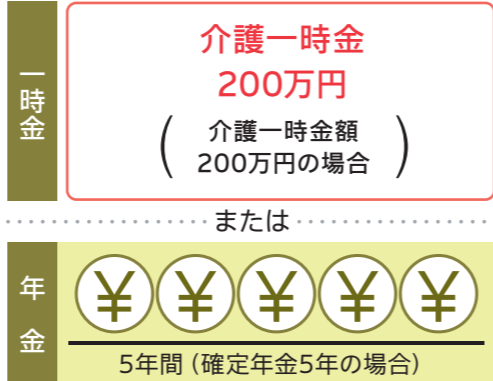 一時金
介護一時金
200万円
(介護一時金額
200万円の場合)
または
年金
¥ ¥ ¥ ¥ ¥
5年間(確定年金5年の場合)